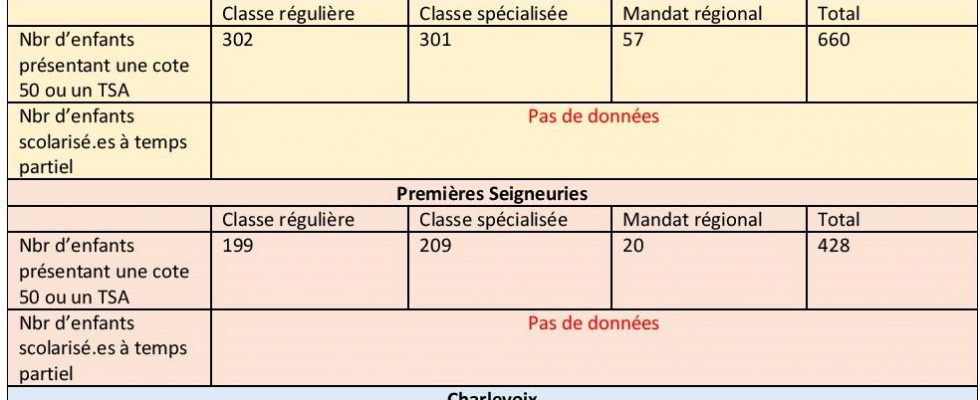 Classe régulière Classe spécialisée Mandat régional Total
Nbr d'enfants 302 301 57 660
présentant une cote
50 ou un TSA
Nbr d'enfants Pas de données
scolarisé.es à temps
partiel
Premières Seigneuries
Classe régulière Classe spécialisée Mandat régional Total
Nbr d'enfants 199 209 20 428
présentant une cote
50 ou un TSA
Nbr d'enfants Pas de données
scolarisé.es à temps
partiel
Charlevoix